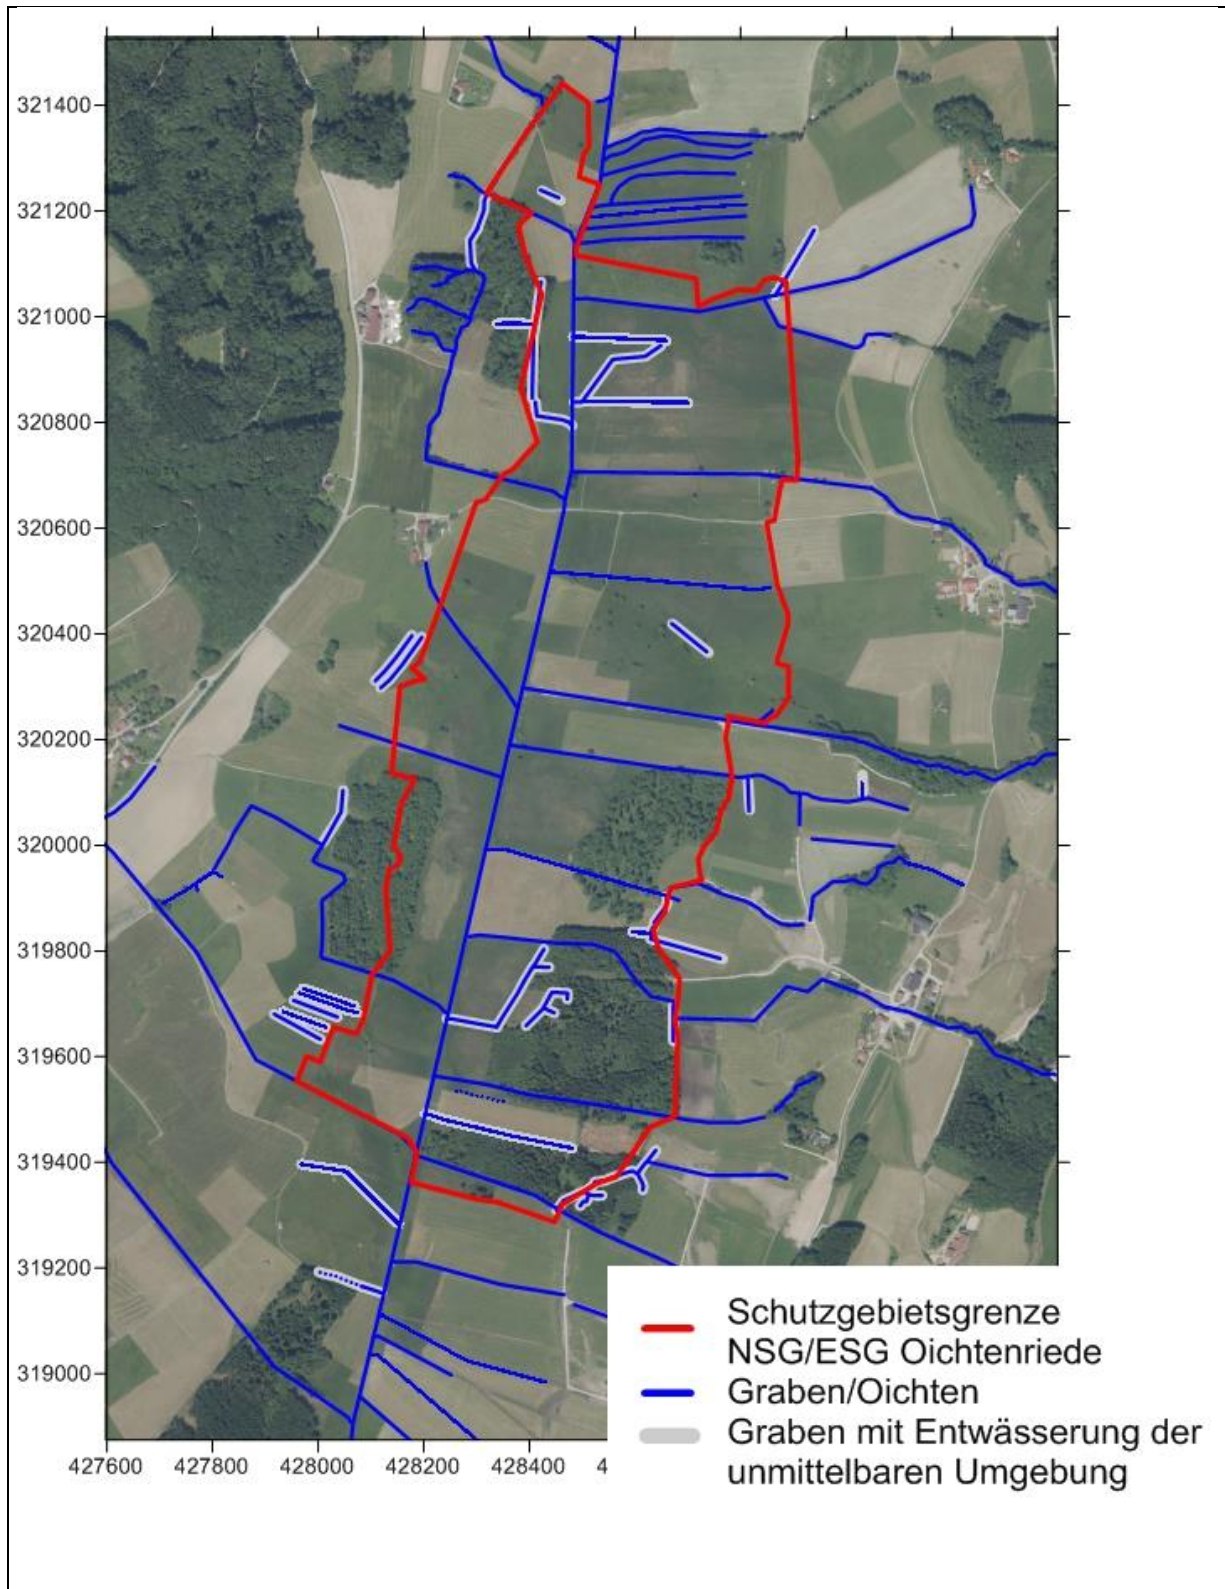 321400
321200
321000
320800
320600
320400
320200
320000
319800
319600
319400
319200
319000
427600 427800 428000 428200 428400 4
Schutzgebietsgrenze
NSG/ESG Oichtenriede
Graben/Oichten
Graben mit Entwässerung der
unmittelbaren Umgebung